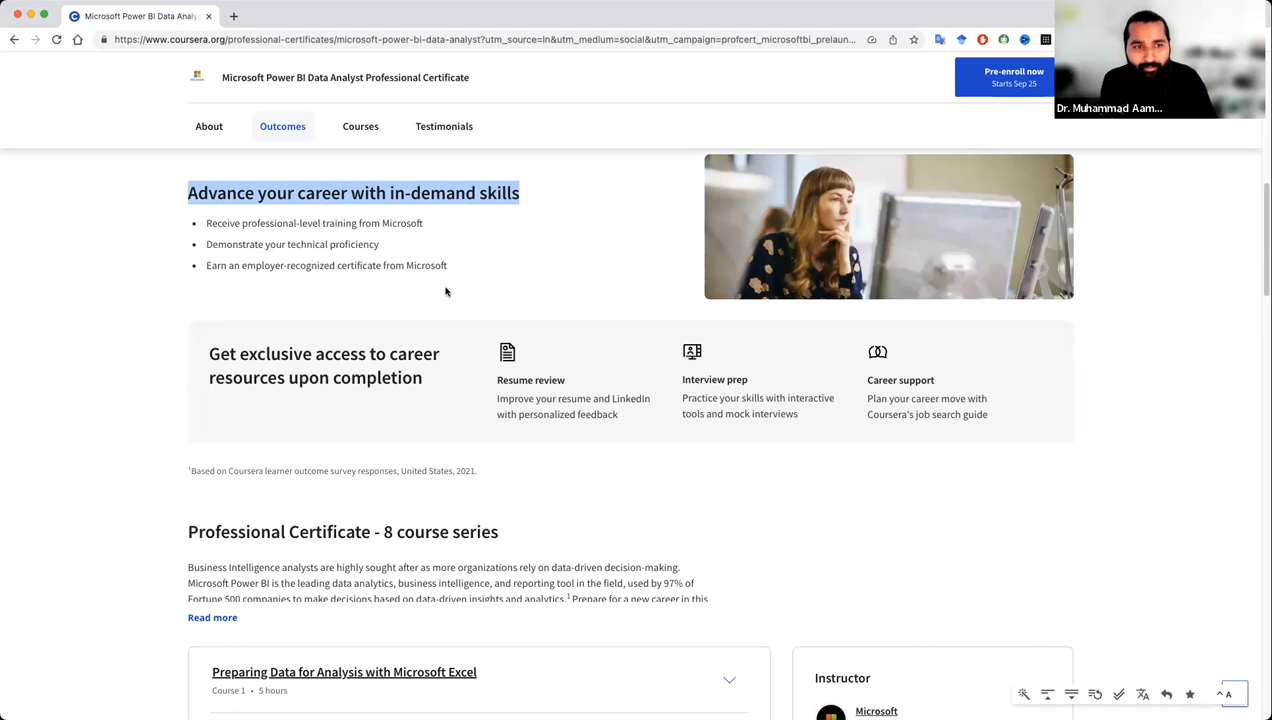 Microsoft Power BI Data Analy
https://www.coursera.org/professional-certificates/microsoft-power-bi-data-analyst?utm_source=ln&utm_medium=social&utm_campaign=profcert_microsoftbi_prelaun...
Microsoft Power BI Data Analyst Professional Certificate
Pre-enroll now
Starts Sep 25
Dr. Muhammad Aam...
About
Outcomes
Courses
Testimonials
Advance your career with in-demand skills
• Receive professional-level training from Microsoft
• Demonstrate your technical proficiency
• Earn an employer-recognized certificate from Microsoft
Get exclusive access to career
resources upon completion
Resume review
Improve your resume and LinkedIn
with personalized feedback
Interview prep
Practice your skills with interactive
tools and mock interviews
Career support
Plan your career move with
Coursera's job search guide
¹Based on Coursera learner outcome survey responses, United States, 2021.
Professional Certificate - 8 course series
Business Intelligence analysts are highly sought after as more organizations rely on data-driven decision-making.
Microsoft Power BI is the leading data analytics, business intelligence, and reporting tool in the field, used by 97% of
Fortune 500 companies to make decisions based on data-driven insights and analytics.¹ Prepare for a new career in this
Read more
Preparing Data for Analysis with Microsoft Excel
Course 1 • 5 hours
Instructor
Microsoft
A